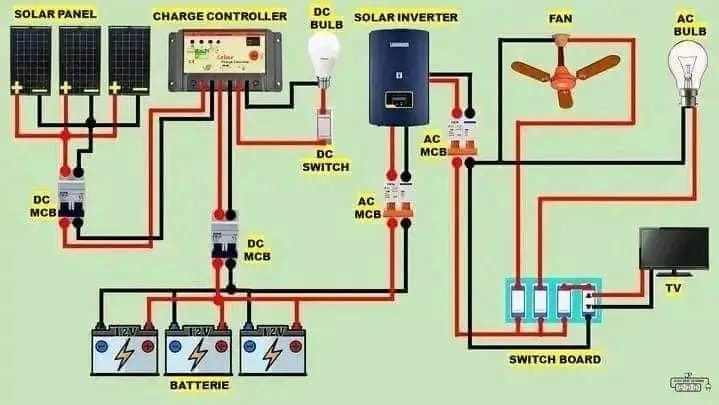 SOLAR PANEL
CHARGE CONTROLLER
DC
BULB
SOLAR INVERTER
FAN
AC
BULB
DC
SWITCH
AC
MCB
DC
MCB
AC
MCB
DC
MCB
TV
12V
12V
12V
BATTERIE
SWITCH BOARD